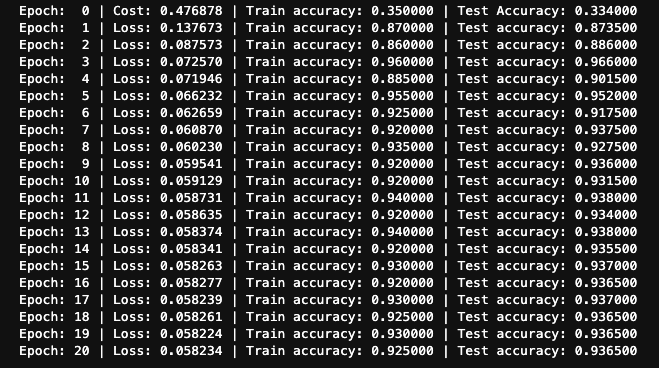 Epoch:  0 | Cost: 0.476878 | Train accuracy: 0.350000 | Test Accuracy: 0.334000
Epoch:  1 | Loss: 0.137673 | Train accuracy: 0.870000 | Test accuracy: 0.873500
Epoch:  2 | Loss: 0.087573 | Train accuracy: 0.860000 | Test accuracy: 0.886000
Epoch:  3 | Loss: 0.072570 | Train accuracy: 0.960000 | Test accuracy: 0.966000
Epoch:  4 | Loss: 0.071946 | Train accuracy: 0.885000 | Test accuracy: 0.901500
Epoch:  5 | Loss: 0.066232 | Train accuracy: 0.955000 | Test accuracy: 0.952000
Epoch:  6 | Loss: 0.062659 | Train accuracy: 0.925000 | Test accuracy: 0.917500
Epoch:  7 | Loss: 0.060870 | Train accuracy: 0.920000 | Test accuracy: 0.937500
Epoch:  8 | Loss: 0.060230 | Train accuracy: 0.935000 | Test accuracy: 0.927500
Epoch:  9 | Loss: 0.059541 | Train accuracy: 0.920000 | Test accuracy: 0.936000
Epoch: 10 | Loss: 0.059129 | Train accuracy: 0.920000 | Test accuracy: 0.931500
Epoch: 11 | Loss: 0.058731 | Train accuracy: 0.940000 | Test accuracy: 0.938000
Epoch: 12 | Loss: 0.058635 | Train accuracy: 0.920000 | Test accuracy: 0.934000
Epoch: 13 | Loss: 0.058374 | Train accuracy: 0.940000 | Test accuracy: 0.938000
Epoch: 14 | Loss: 0.058341 | Train accuracy: 0.920000 | Test accuracy: 0.935500
Epoch: 15 | Loss: 0.058263 | Train accuracy: 0.930000 | Test accuracy: 0.937000
Epoch: 16 | Loss: 0.058277 | Train accuracy: 0.920000 | Test accuracy: 0.936500
Epoch: 17 | Loss: 0.058239 | Train accuracy: 0.930000 | Test accuracy: 0.937000
Epoch: 18 | Loss: 0.058261 | Train accuracy: 0.925000 | Test accuracy: 0.936500
Epoch: 19 | Loss: 0.058224 | Train accuracy: 0.930000 | Test accuracy: 0.936500
Epoch: 20 | Loss: 0.058234 | Train accuracy: 0.925000 | Test accuracy: 0.936500